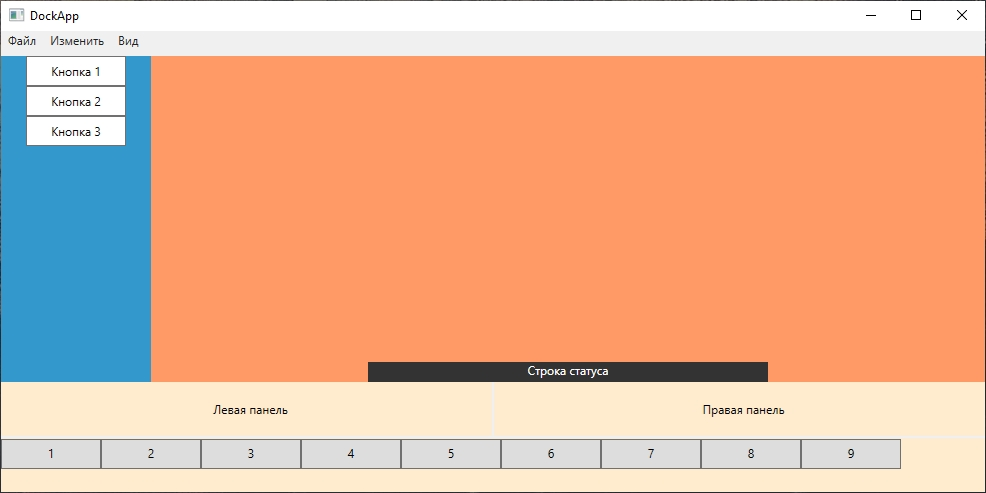 DockApp
Файл Изменить Вид
Кнопка 1
Кнопка 2
Кнопка 3
Строка статуса
Левая панель Правая панель
1 2 3 4 5 6 7 8 9